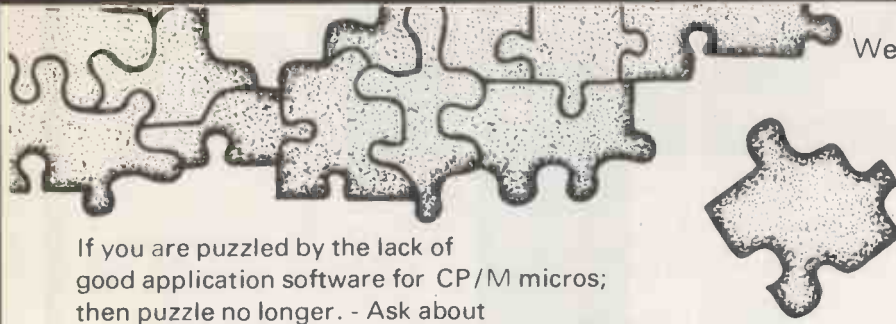 We
If you are puzzled by the lack of
good application software for CP/M micros;
then puzzle no longer. - Ask about